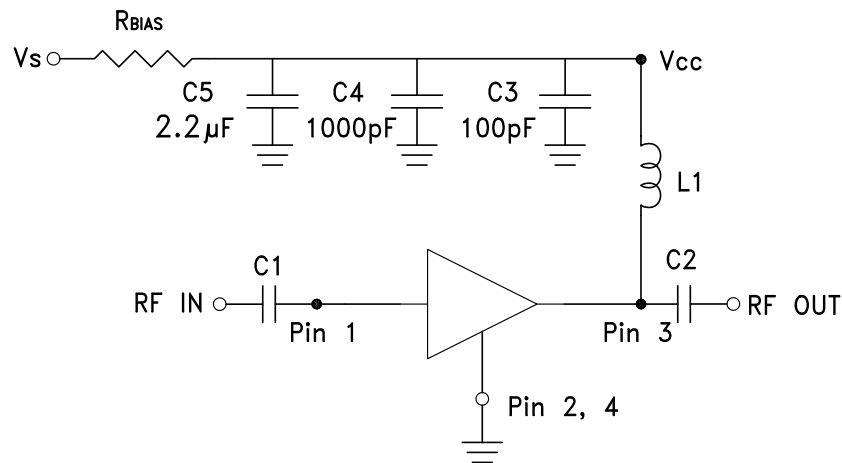 RBIAS
Vs
Vcc
C5
2.2µF
C4
1000pF
C3
100pF
L1
C1
C2
RF IN
RF OUT
Pin 1
Pin 3
Pin 2, 4